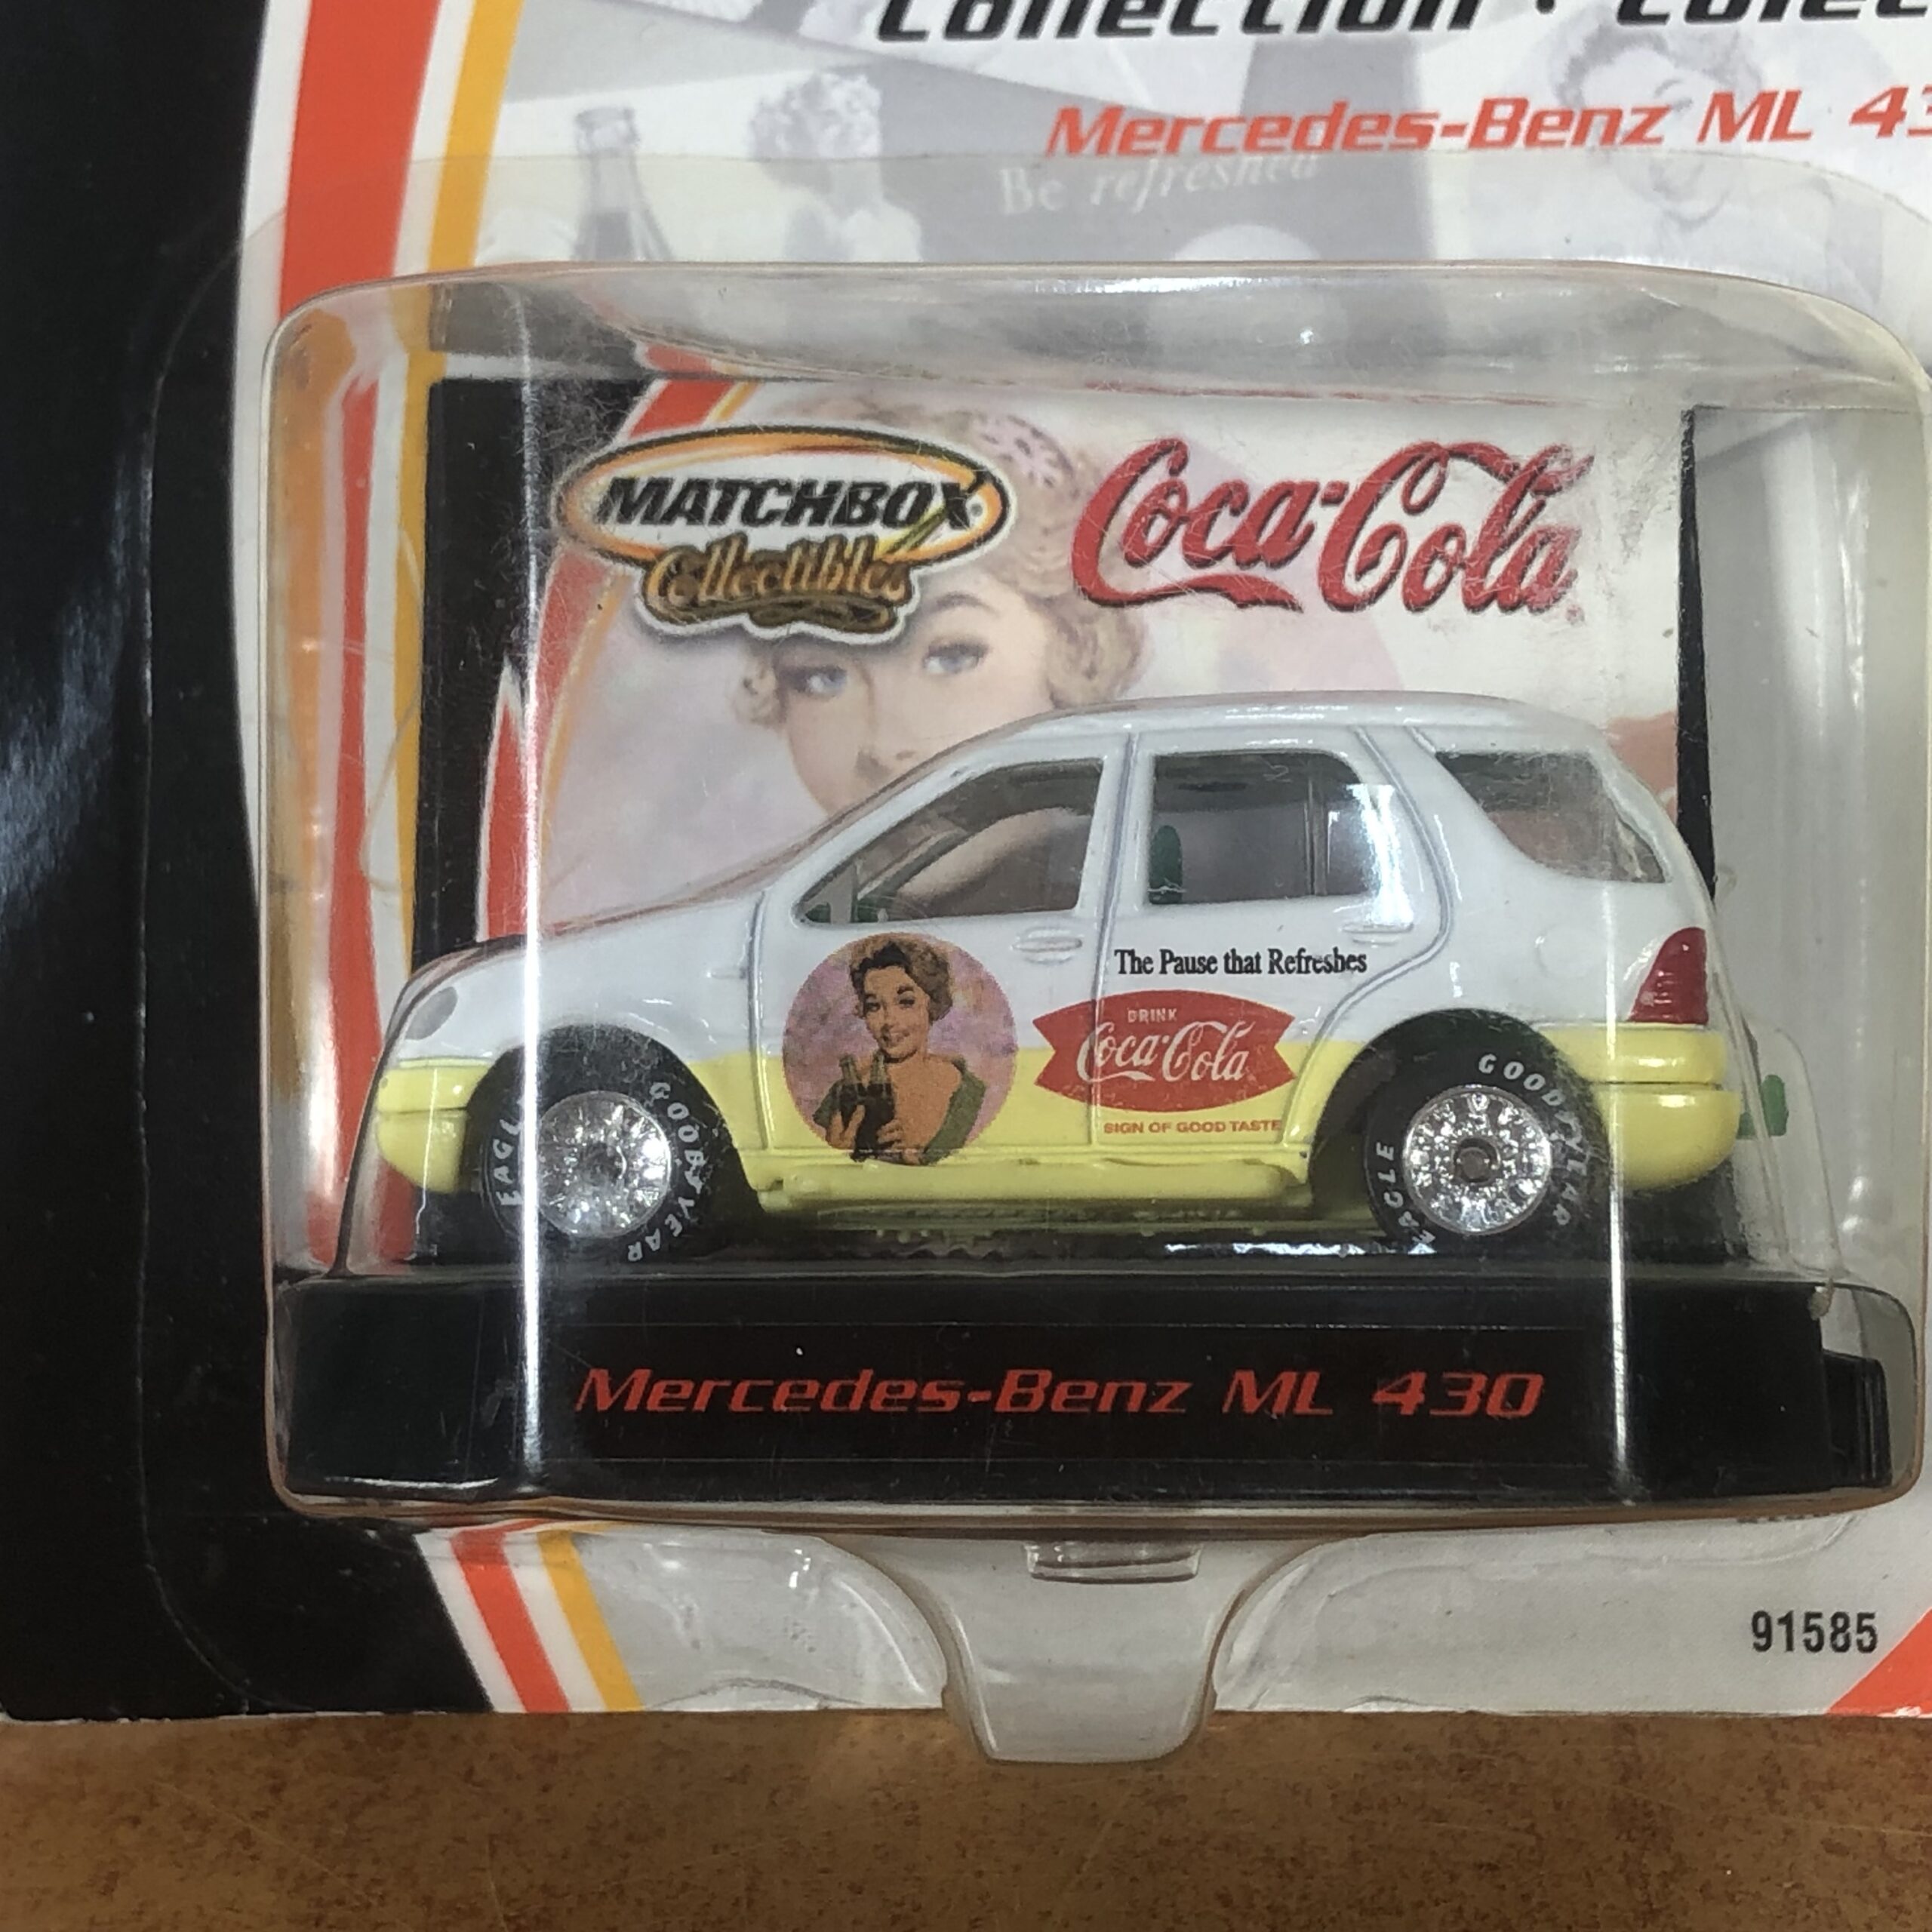 Collection • Colec
Mercedes-Benz ML 43
Be refreshed
MATCHBOX
Collectibles
Coca-Cola
The Pause that Refreshes
DRINK
Coca-Cola
SIGN OF GOOD TASTE
EAGLE
GOODYEAR
EAGLE
GOODYEAR
Mercedes-Benz ML 430
91585